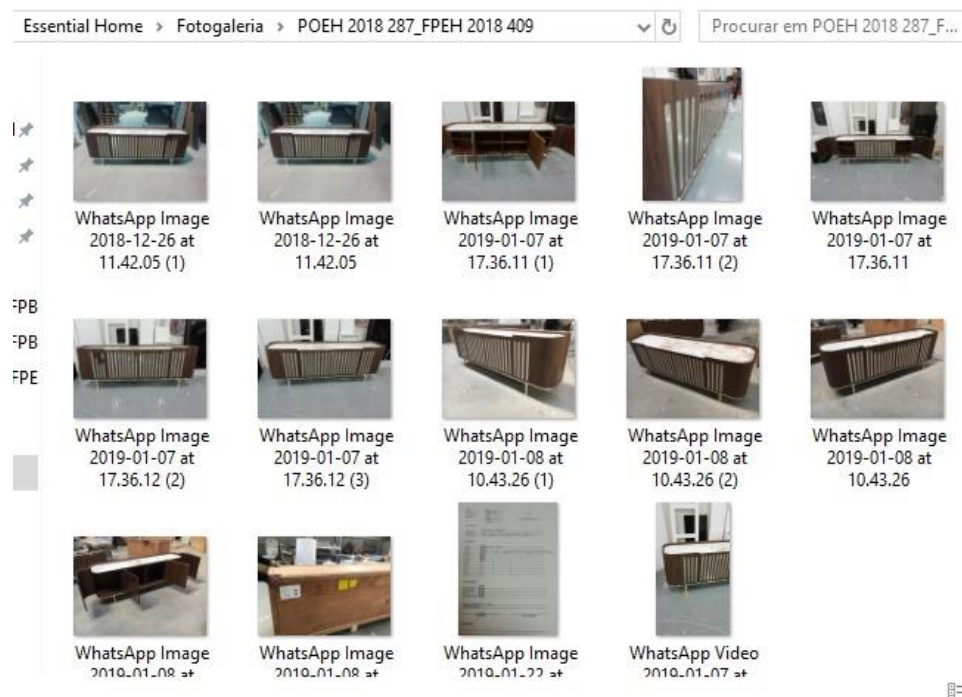 Essential Home > Fotogaleria > POEH 2018 287_FPEH 2018 409
Procurar em POEH 2018 287_F...
WhatsApp Image
2018-12-26 at
11.42.05 (1)
WhatsApp Image
2018-12-26 at
11.42.05
WhatsApp Image
2019-01-07 at
17.36.11 (1)
WhatsApp Image
2019-01-07 at
17.36.11 (2)
WhatsApp Image
2019-01-07 at
17.36.11
FPB
FPB
FPE
WhatsApp Image
2019-01-07 at
17.36.12 (2)
WhatsApp Image
2019-01-07 at
17.36.12 (3)
WhatsApp Image
2019-01-08 at
10.43.26 (1)
WhatsApp Image
2019-01-08 at
10.43.26 (2)
WhatsApp Image
2019-01-08 at
10.43.26
WhatsApp Image
2019-01-08 at
WhatsApp Image
2019-01-08 at
WhatsApp Image
2019-01-22 at
WhatsApp Video
2019-01-07 at